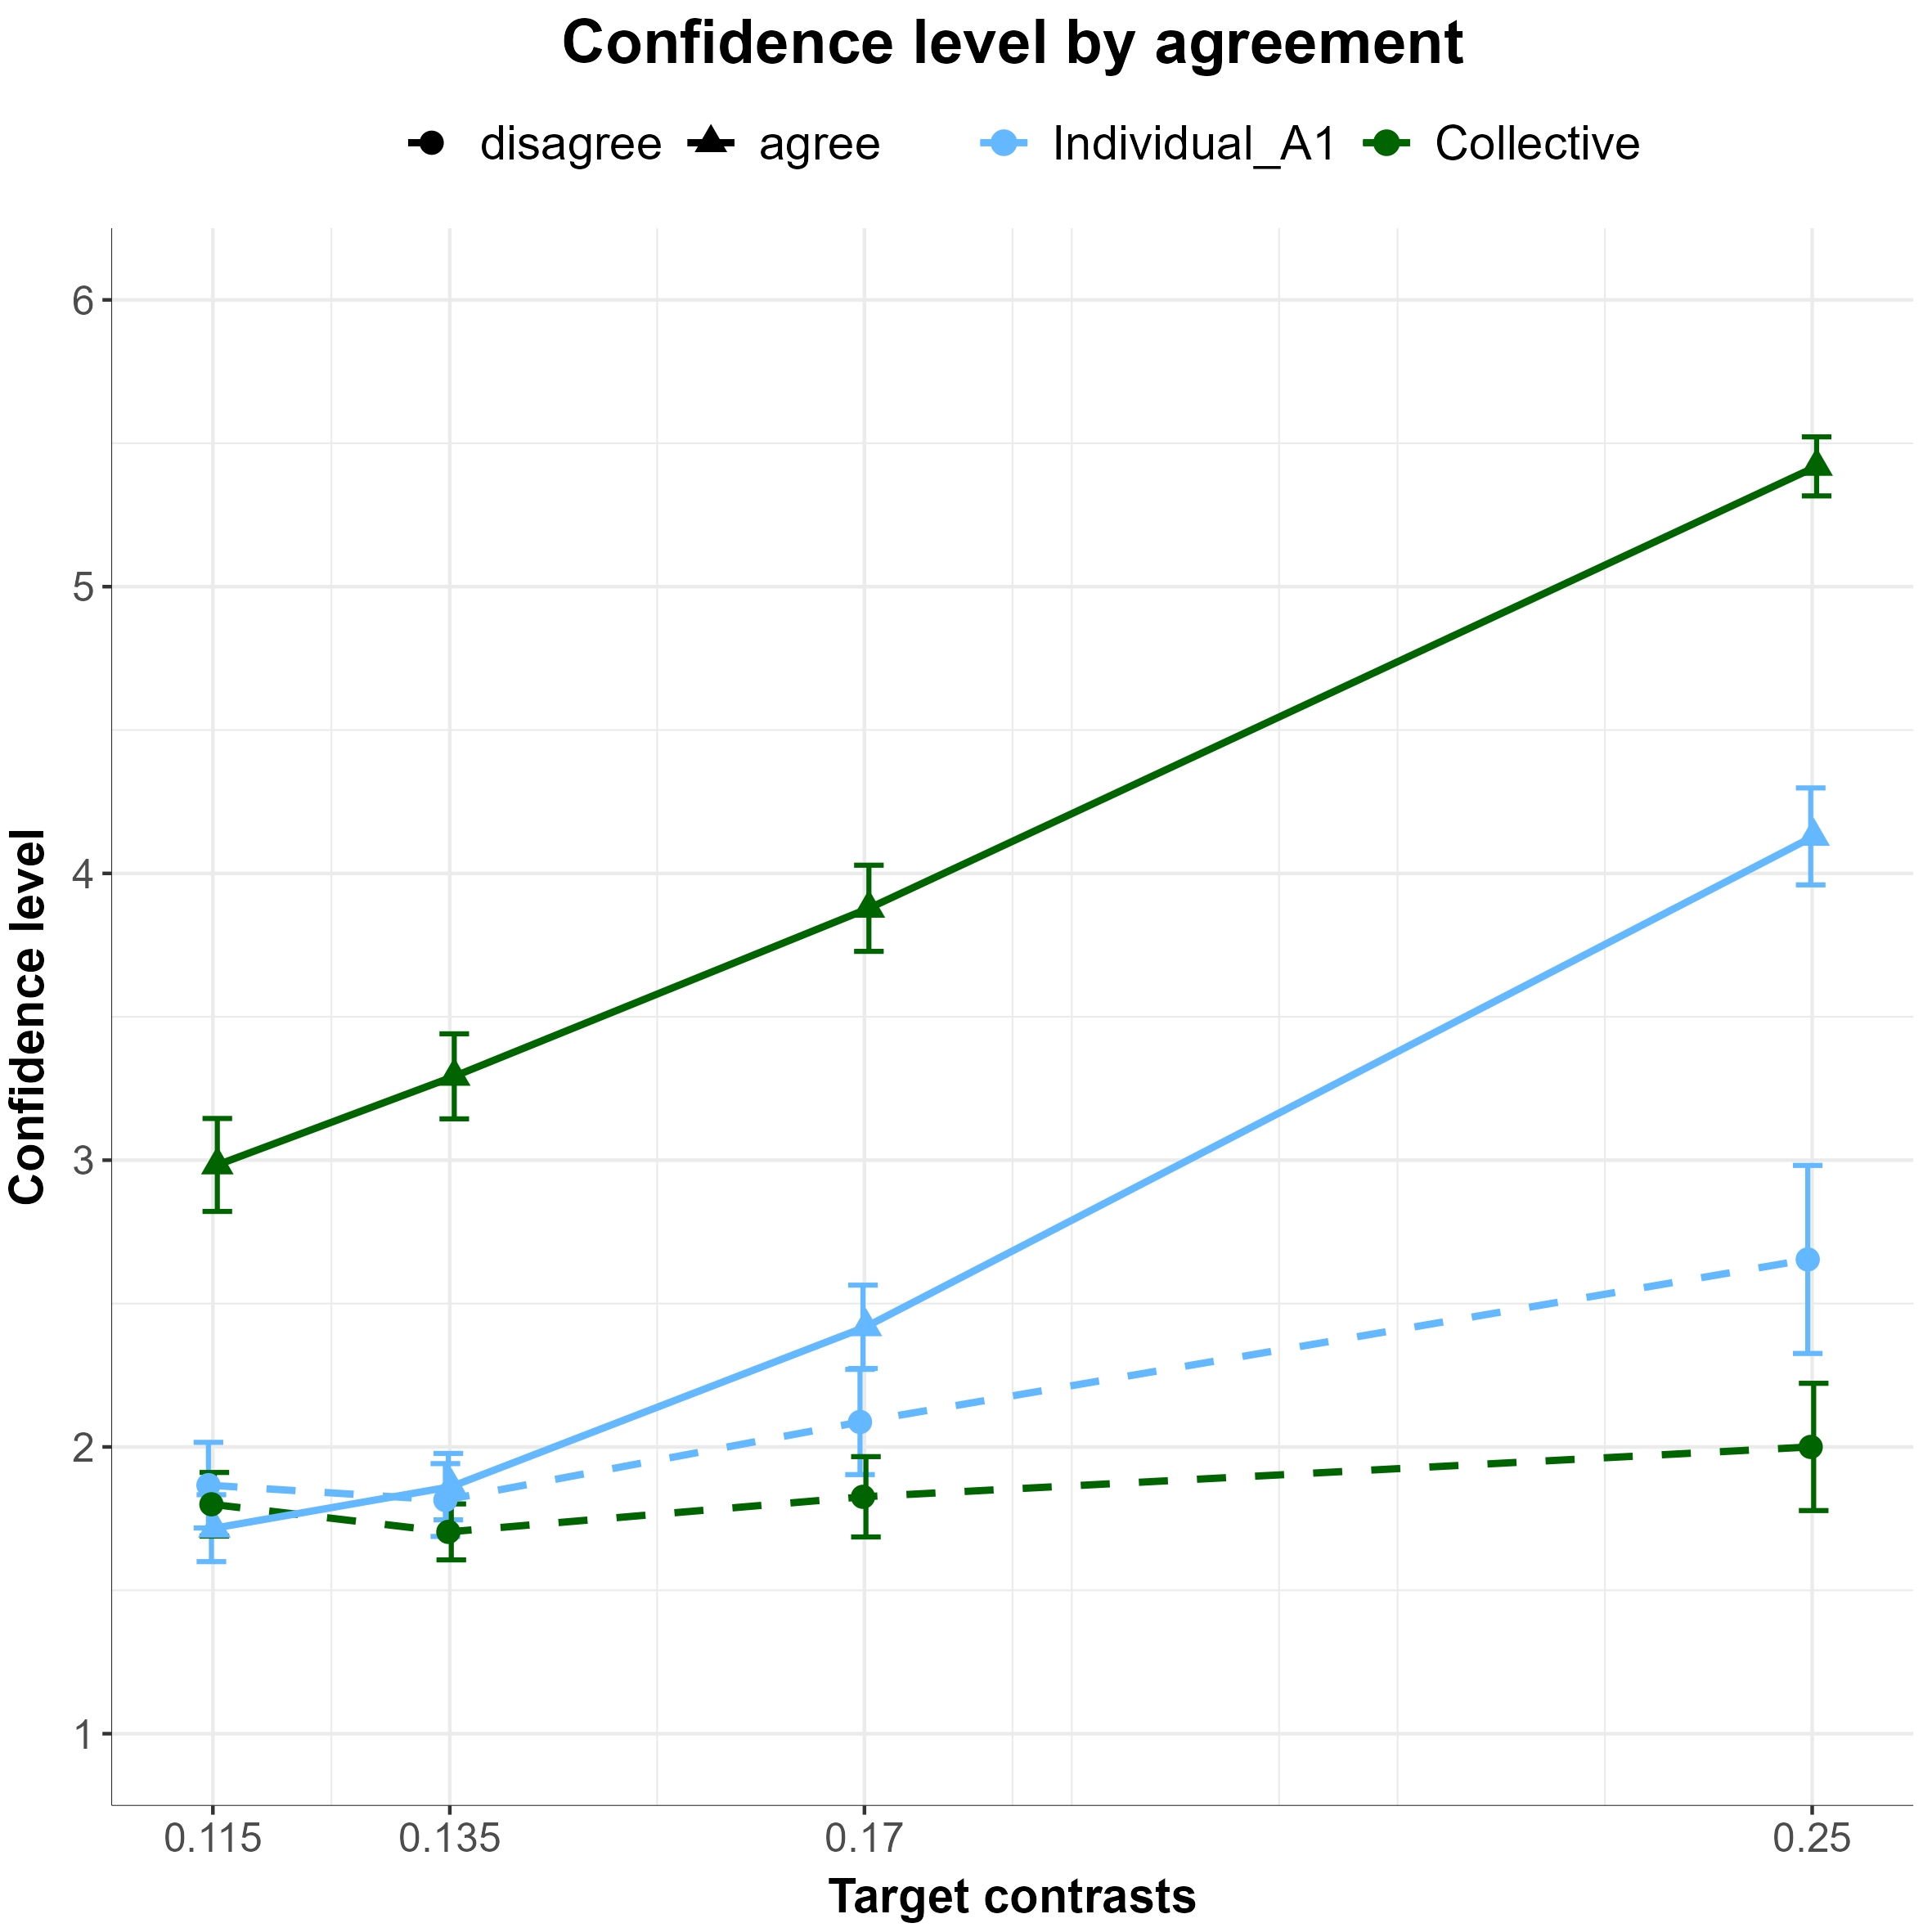 Confidence level by agreement
disagree agree Individual_A1 Collective
6
5
4
3
2
1
Confidence level
0.115 0.135 0.17 0.25
Target contrasts